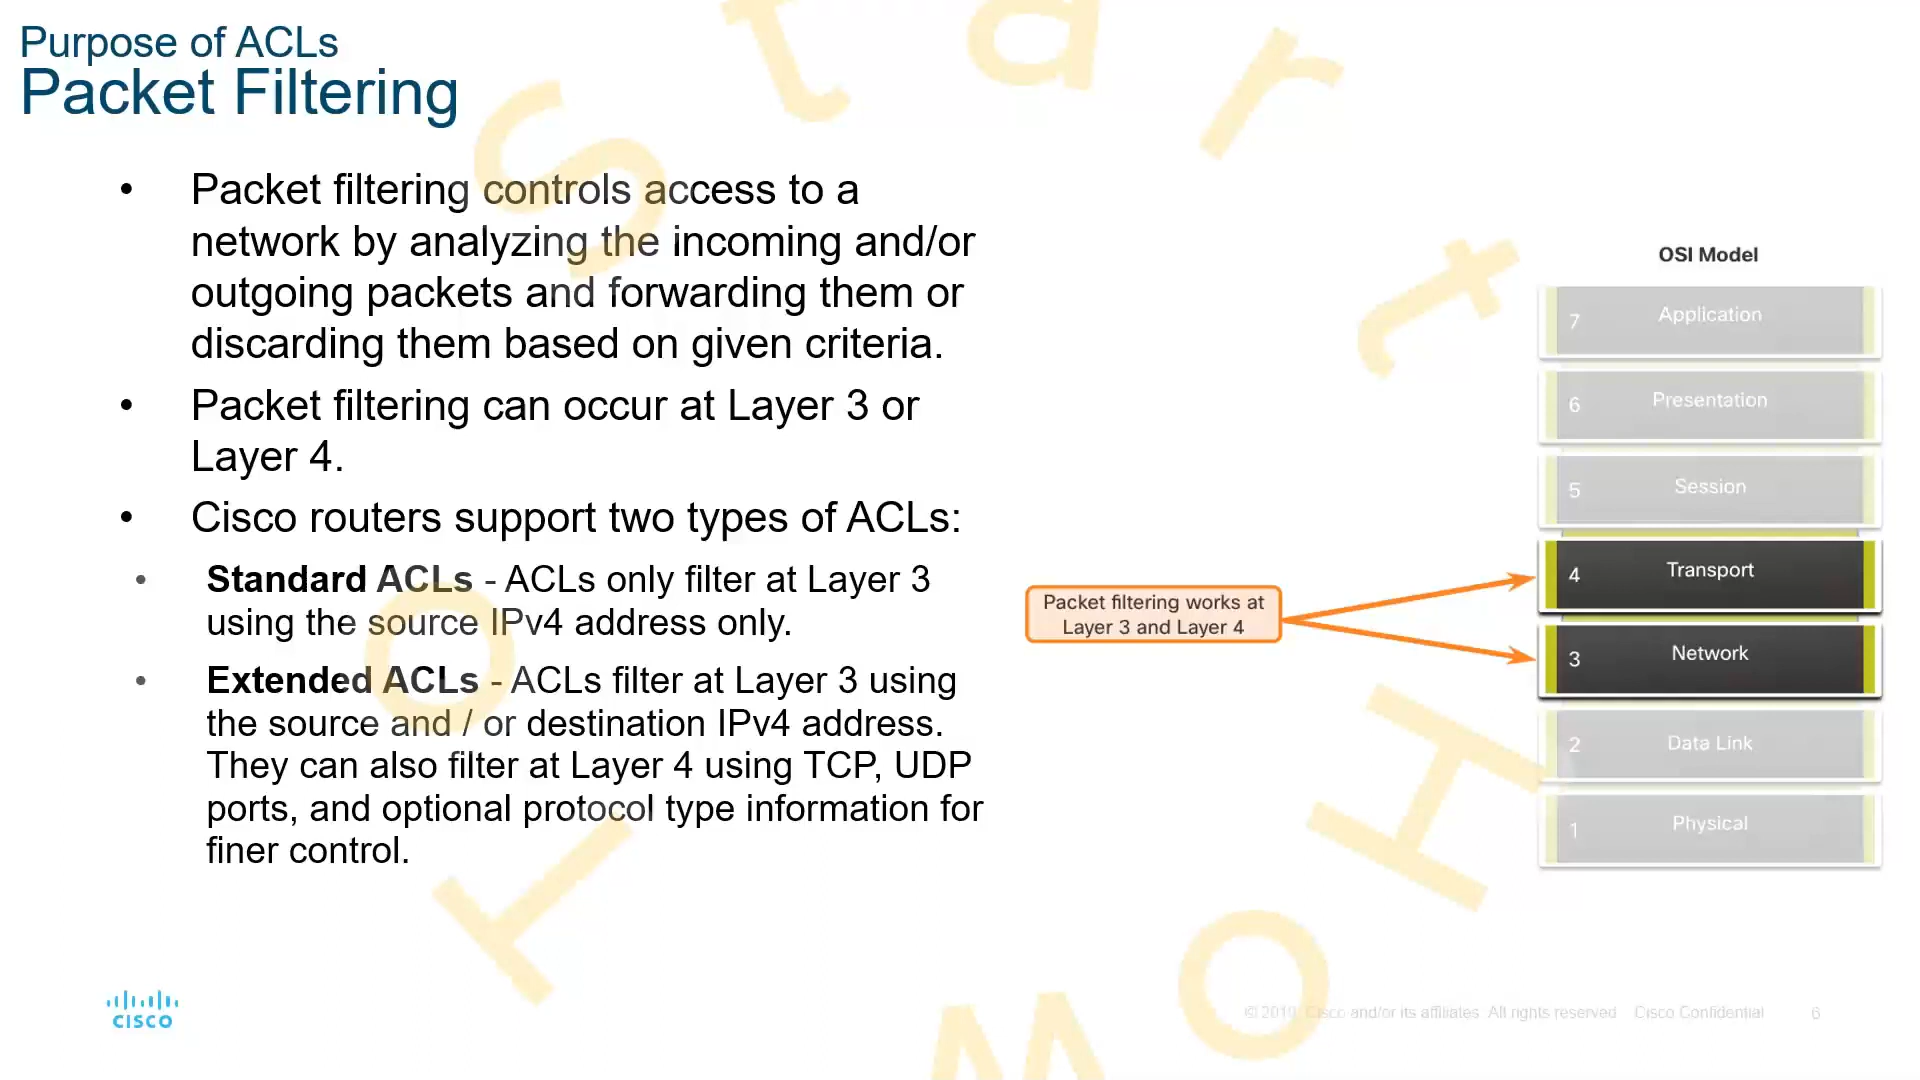 Purpose of ACLs
Packet Filtering
• Packet filtering controls access to a
network by analyzing the incoming and/or
outgoing packets and forwarding them or
discarding them based on given criteria.
• Packet filtering can occur at Layer 3 or
Layer 4.
• Cisco routers support two types of ACLs:
• Standard ACLs - ACLs only filter at Layer 3
using the source IPv4 address only.
• Extended ACLs - ACLs filter at Layer 3 using
the source and / or destination IPv4 address.
They can also filter at Layer 4 using TCP, UDP
ports, and optional protocol type information for
finer control.
OSI Model
7 Application
6 Presentation
5 Session
4 Transport
3 Network
2 Data Link
1 Physical
Packet filtering works at
Layer 3 and Layer 4
How To Start
CISCO
© 2019 Cisco and/or its affiliates. All rights reserved. Cisco Confidential
6